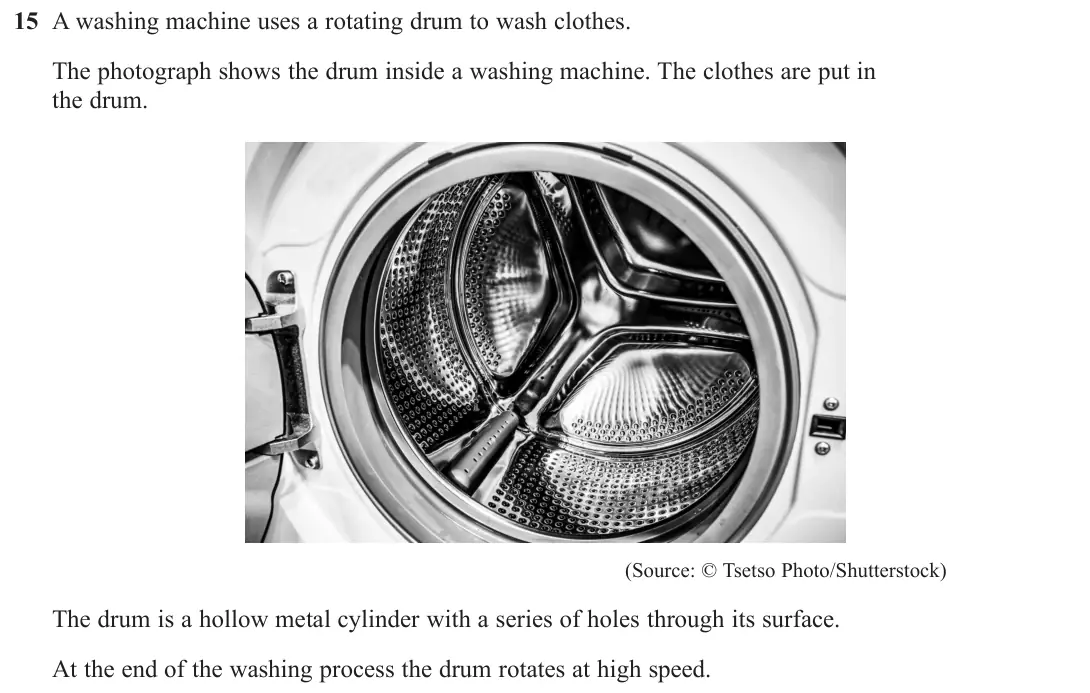 15 A washing machine uses a rotating drum to wash clothes.
The photograph shows the drum inside a washing machine. The clothes are put in
the drum.
(Source: © Tsetso Photo/Shutterstock)
The drum is a hollow metal cylinder with a series of holes through its surface.
At the end of the washing process the drum rotates at high speed.